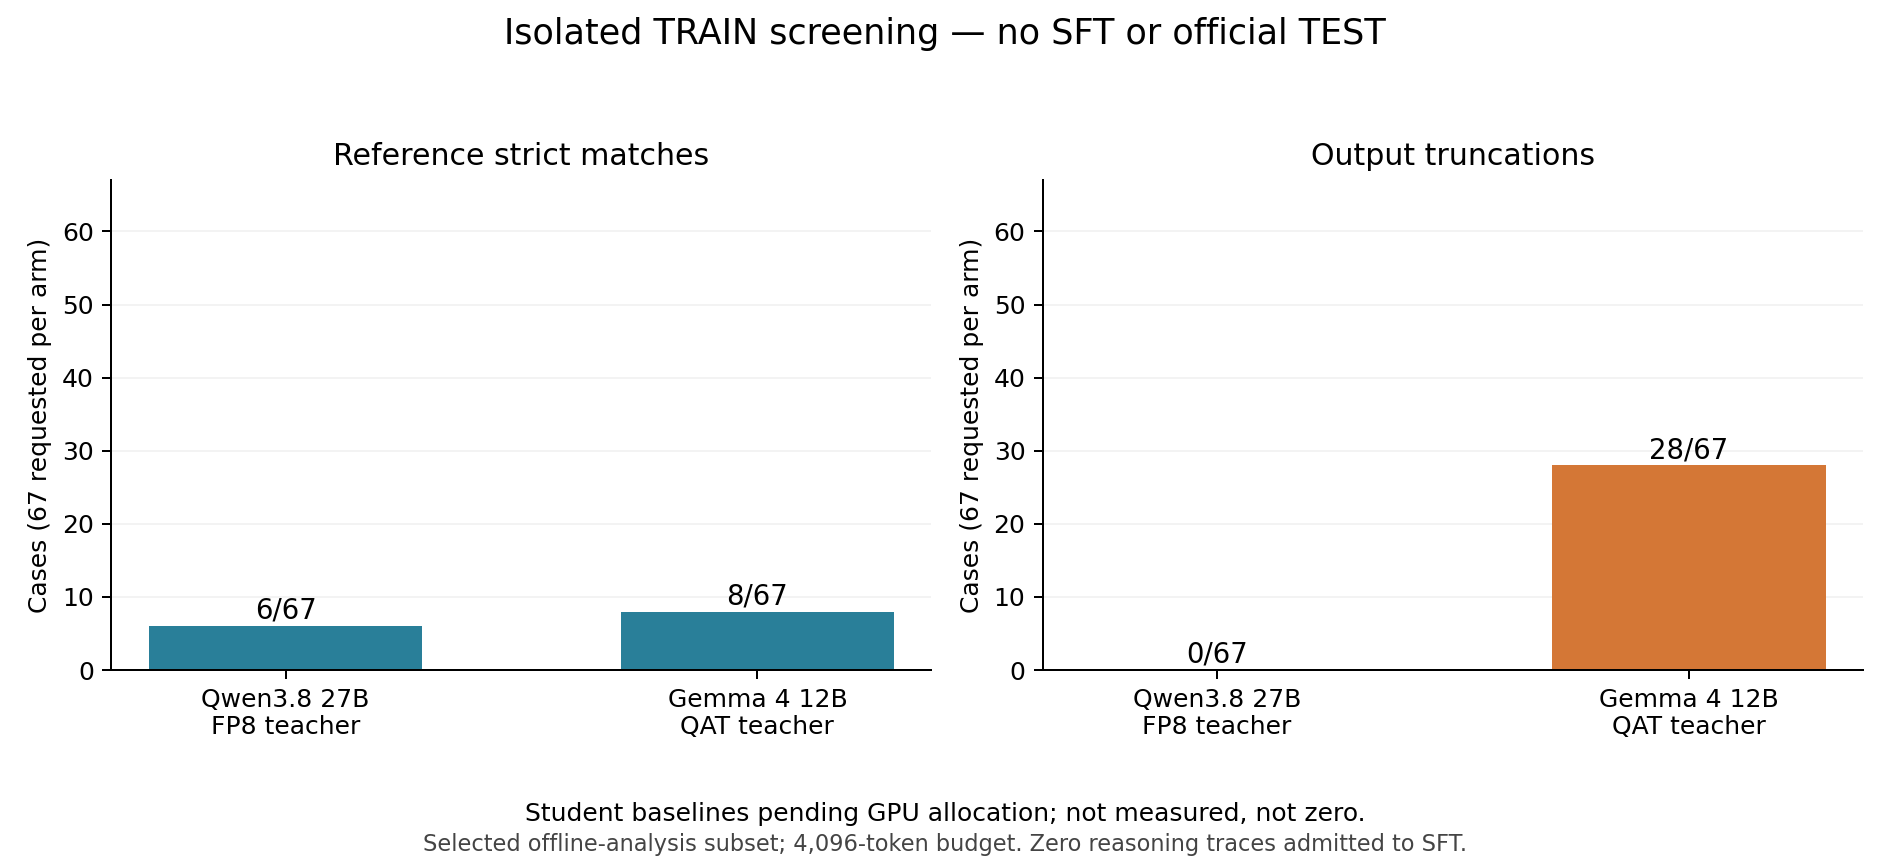 Isolated TRAIN screening — no SFT or official TEST
Reference strict matches
Cases (67 requested per arm)
60
50
40
30
20
10
0
6/67
8/67
Qwen3.8 27B
FP8 teacher
Gemma 4 12B
QAT teacher
Output truncations
Cases (67 requested per arm)
60
50
40
30
20
10
0
0/67
28/67
Qwen3.8 27B
FP8 teacher
Gemma 4 12B
QAT teacher
Student baselines pending GPU allocation; not measured, not zero.
Selected offline-analysis subset; 4,096-token budget. Zero reasoning traces admitted to SFT.